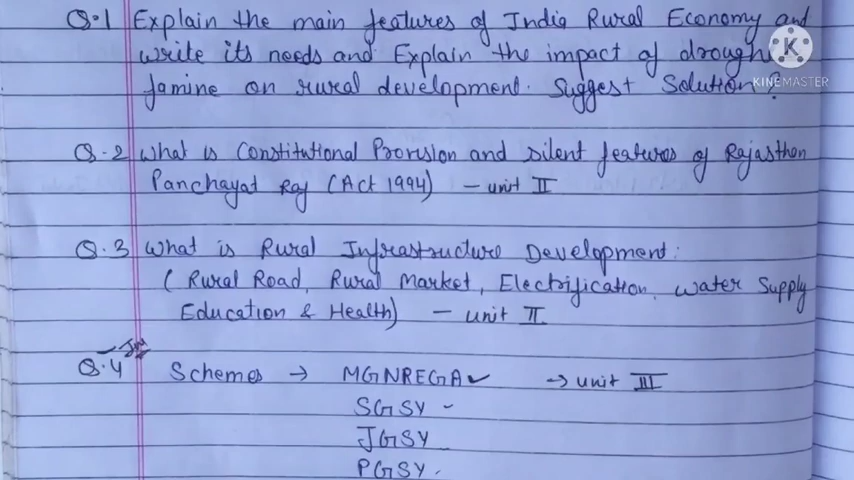 Q.1 Explain the main features of India Rural Economy and
write its needs and Explain the impact of drough
famine on rural development. Suggest Solution?
KINEMASTER
Q.2 What is Constitutional Provision and Silent features of Rajasthan
Panchayat Raj (Act 1994) - unit II
Q.3 What is Rural Infrastructure Development:
(Rural Road, Rural Market, Electrification, water Supply
Education & Health) - unit II
Q.4 Schemes → MGNREGA ✓ → unit III
SGSY -
JGSY
PGSY.